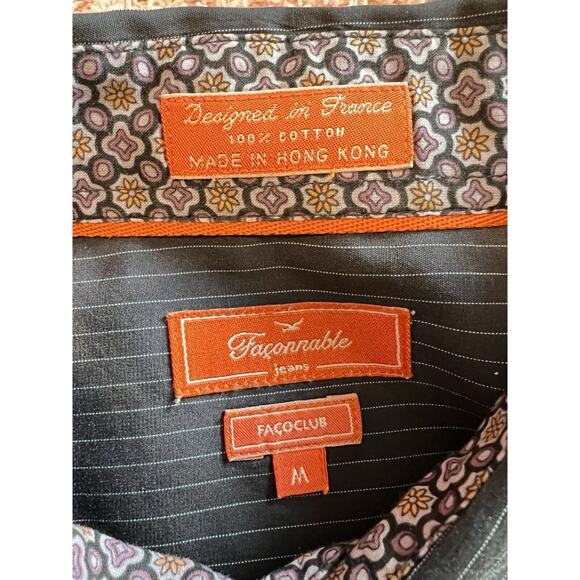 Designed in France
100% COTTON
MADE IN HONG KONG
Façonnable
jeans
FAÇOCLUB
M